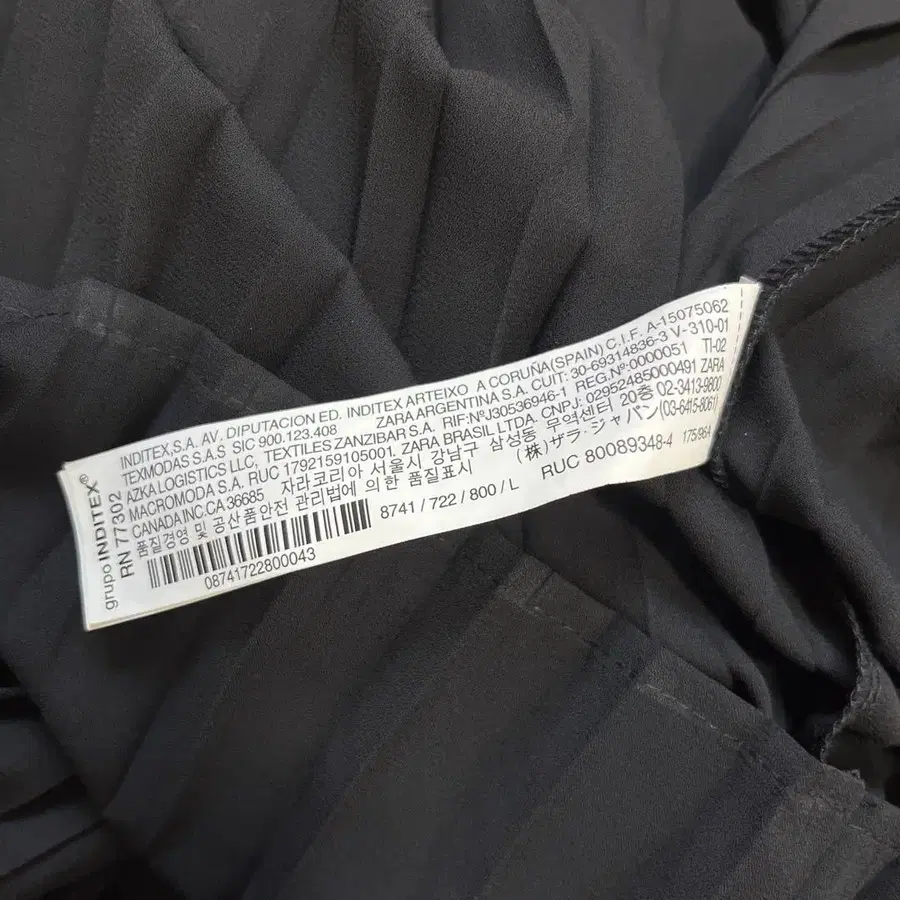 grupo INDITEX®
RN 77302
INDITEX,S.A. AV. DIPUTACION ED. INDITEX ARTEIXO A CORUÑA(SPAIN) C.I.F. A-15075062
TEXMODAS S.A.S SIC 900.123.408 ZARA ARGENTINA S.A. CUIT: 30-69314836-3 V-310-01
AZKA LOGISTICS LLC, TEXTILES ZANZIBAR S.A. RIF:NºJ30536946-1 REG.Nº:0000051 TI-02
MACROMODA S.A. RUC 1792159105001, ZARA BRASIL LTDA. CNPJ: 02952485000491 ZARA
CANADA INC.CA 36685 자라코리아 서울시 강남구 삼성동 무역센터 20층 02-3413-9800
품질경영 및 공산품안전 관리법에 의한 품질표시 (株)ザラ・ジャパン(03-6415-8061)
8741 / 722 / 800 / L RUC 80089348-4 175/96A
08741722800043